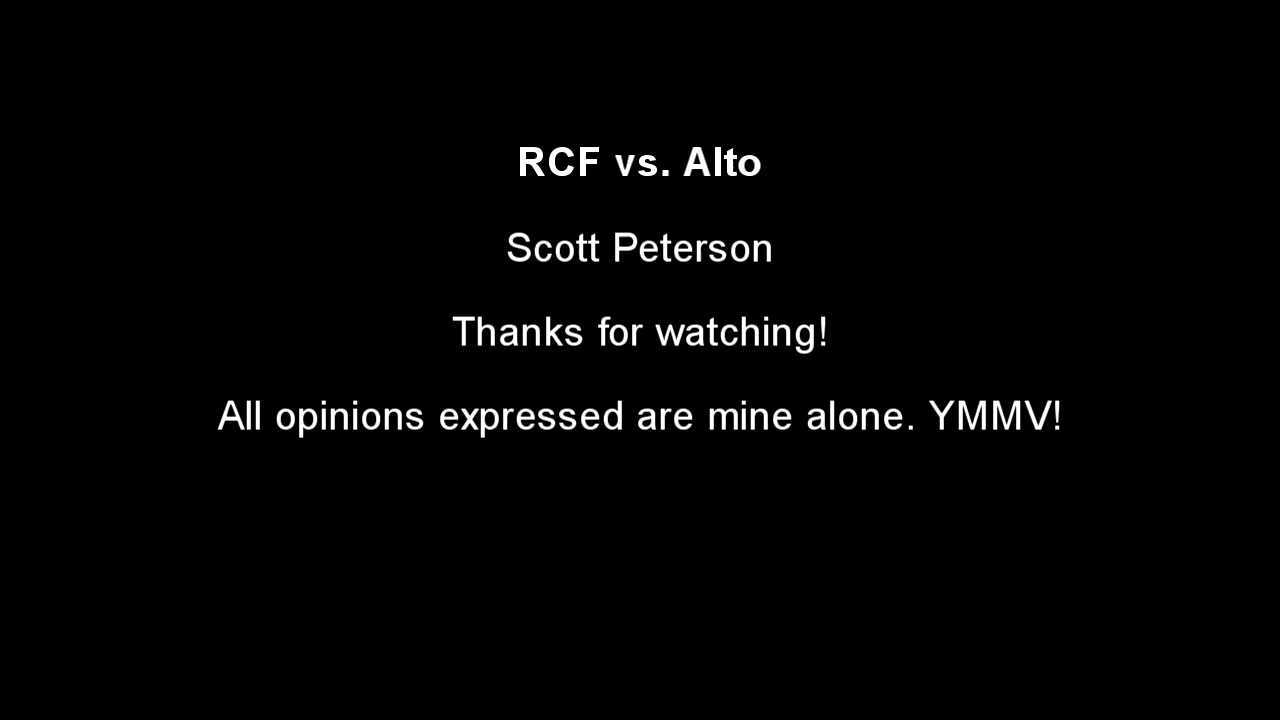 RCF vs. Alto
Scott Peterson
Thanks for watching!
All opinions expressed are mine alone. YMMV!